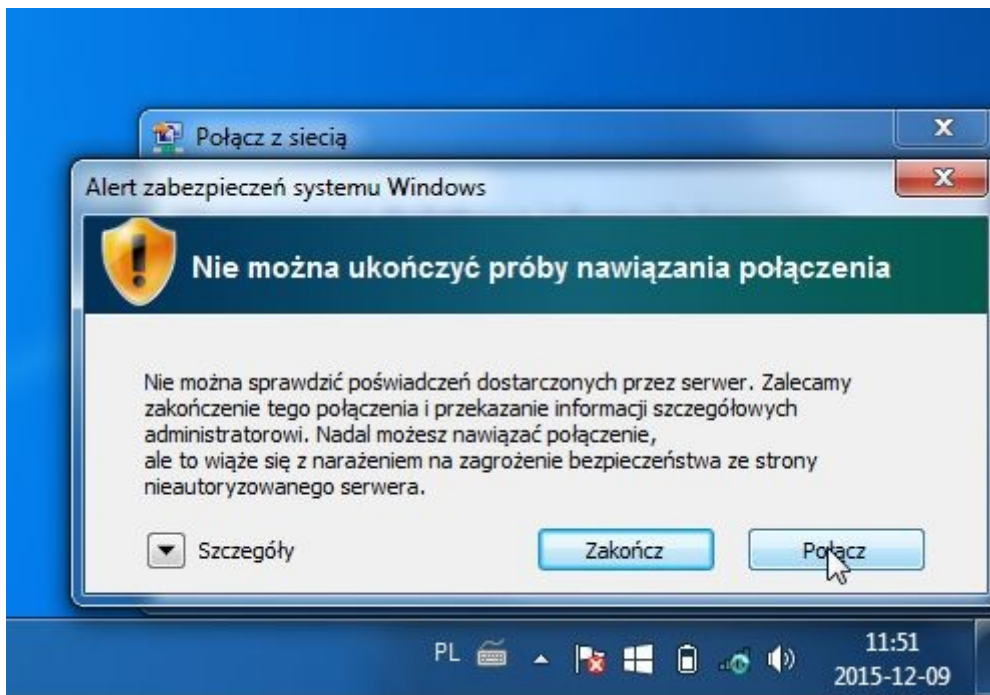 Połącz z siecią
Alert zabezpieczeń systemu Windows
Nie można ukończyć próby nawiązania połączenia
Nie można sprawdzić poświadczeń dostarczonych przez serwer. Zalecamy
zakończenie tego połączenia i przekazanie informacji szczegółowych
administratorowi. Nadal możesz nawiązać połączenie,
ale to wiąże się z narażeniem na zagrożenie bezpieczeństwa ze strony
nieautoryzowanego serwera.
Szczegóły
Zakończ
Połącz
PL
11:51
2015-12-09